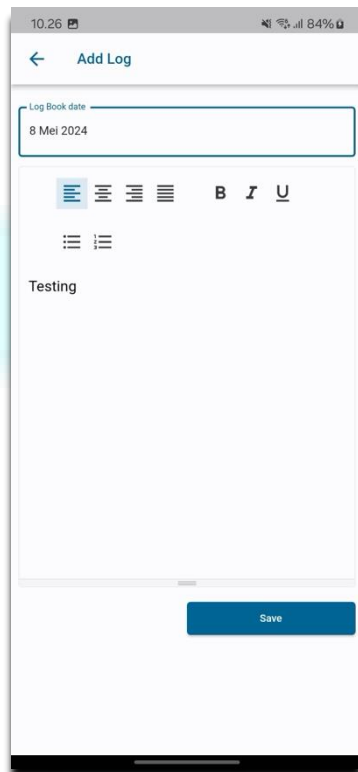 10.26 84%
Add Log
Log Book date
8 Mei 2024
B I U
Testing
Save